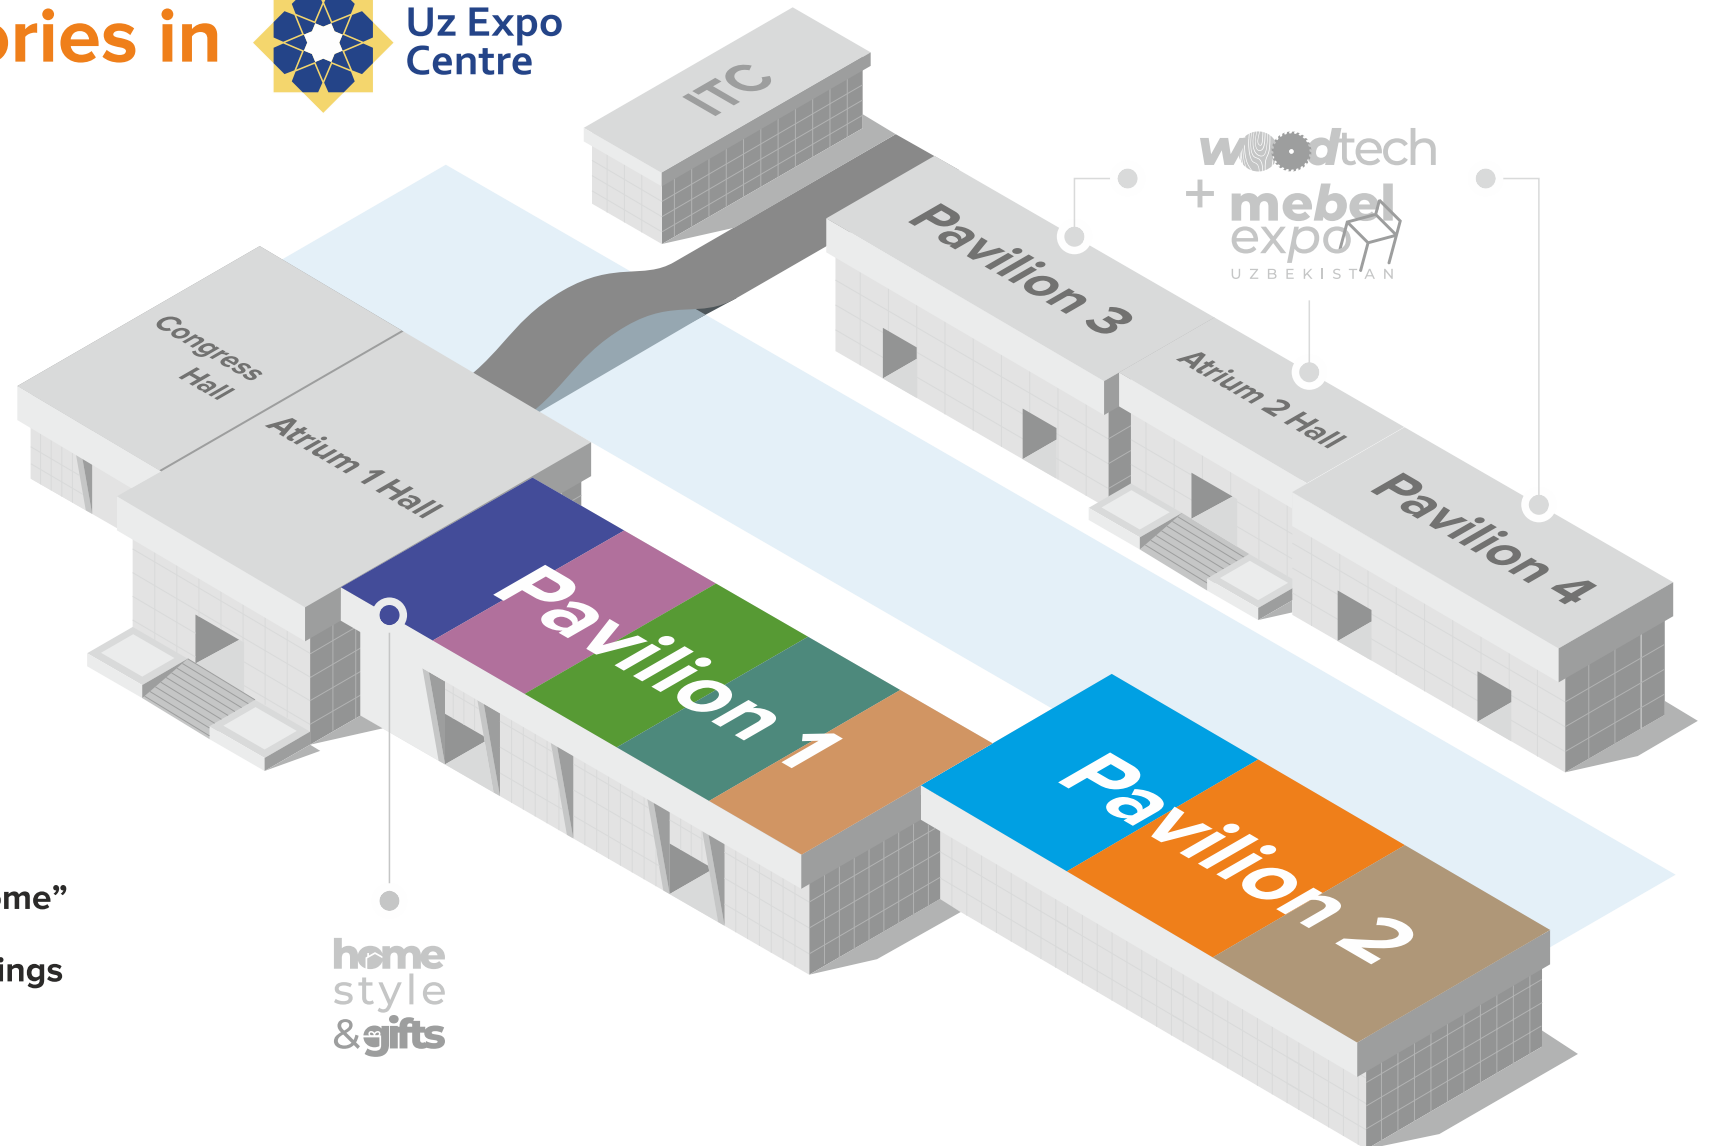 ories in
Uz Expo
Centre
ITC
woodtech
+ mebel
expo
UZBEKISTAN
Pavilion 3
Atrium 2 Hall
Pavilion 4
Congress
Hall
Atrium 1 Hall
Pavilion 1
Pavilion 2
ome”
ings
home
style
& gifts